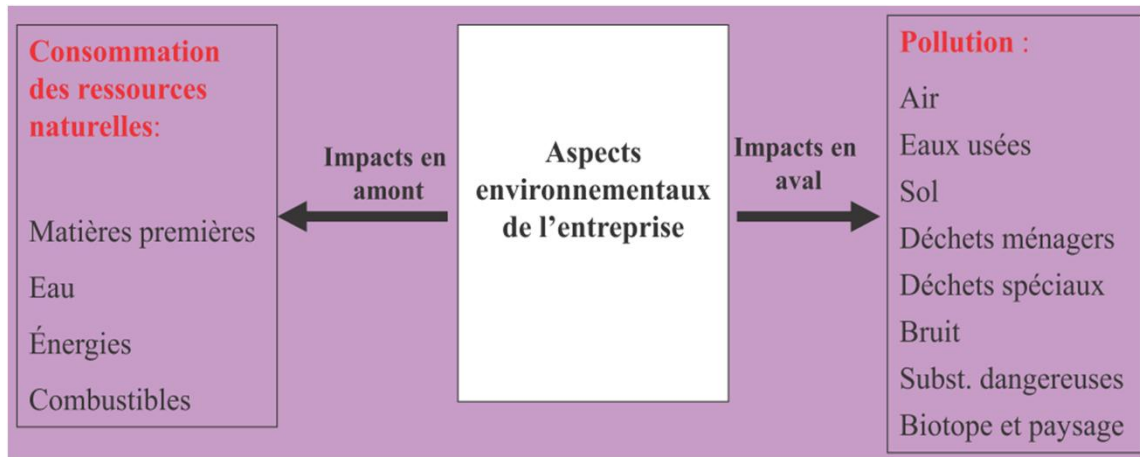 Consommation
des ressources
naturelles:
Matières premières
Eau
Énergies
Combustibles
Impacts en
amont
Aspects
environnementaux
de l’entreprise
Impacts en
aval
Pollution :
Air
Eaux usées
Sol
Déchets ménagers
Déchets spéciaux
Bruit
Subst. dangereuses
Biotope et paysage